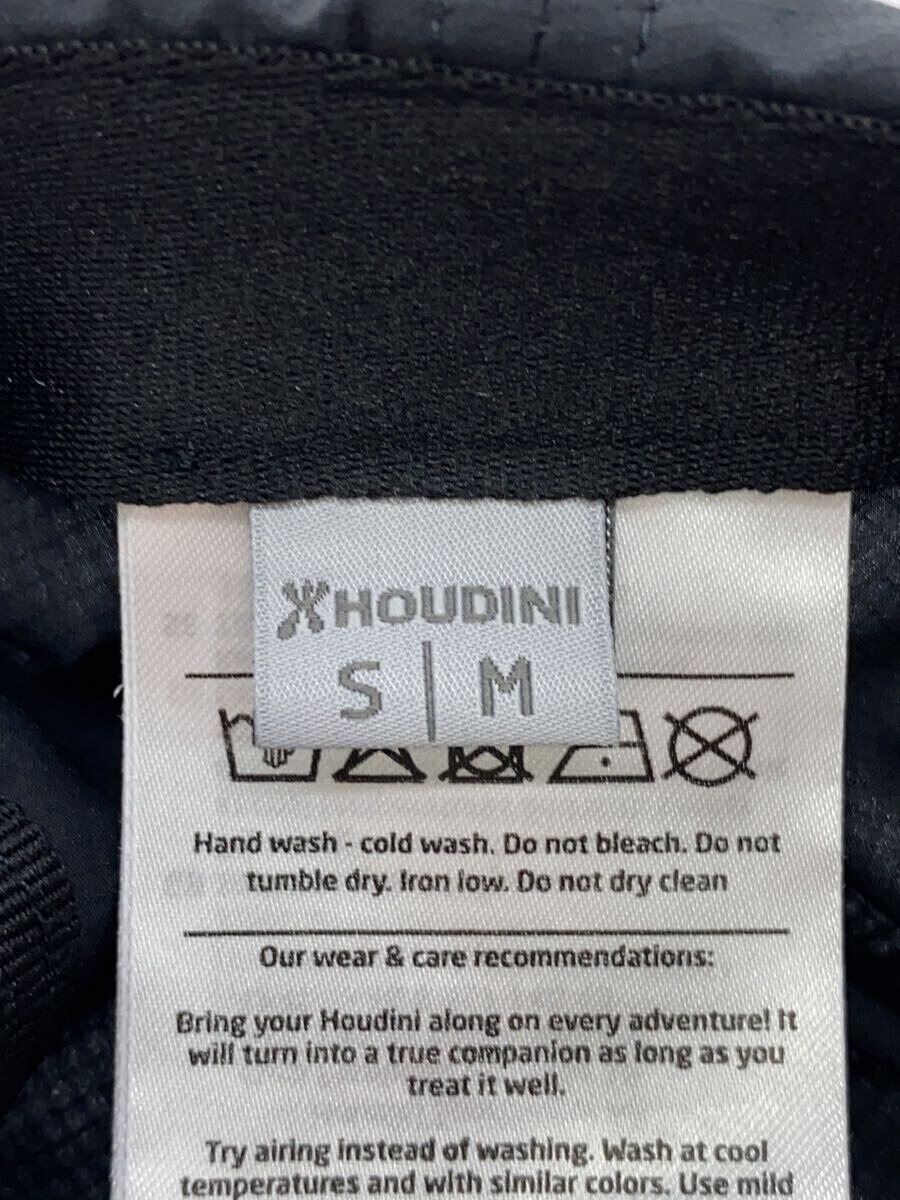 HOUDINI
S | M
Hand wash - cold wash. Do not bleach. Do not
tumble dry. Iron low. Do not dry clean
Our wear & care recommendations:
Bring your Houdini along on every adventure! It
will turn into a true companion as long as you
treat it well.
Try airing instead of washing. Wash at cool
temperatures and with similar colors. Use mild